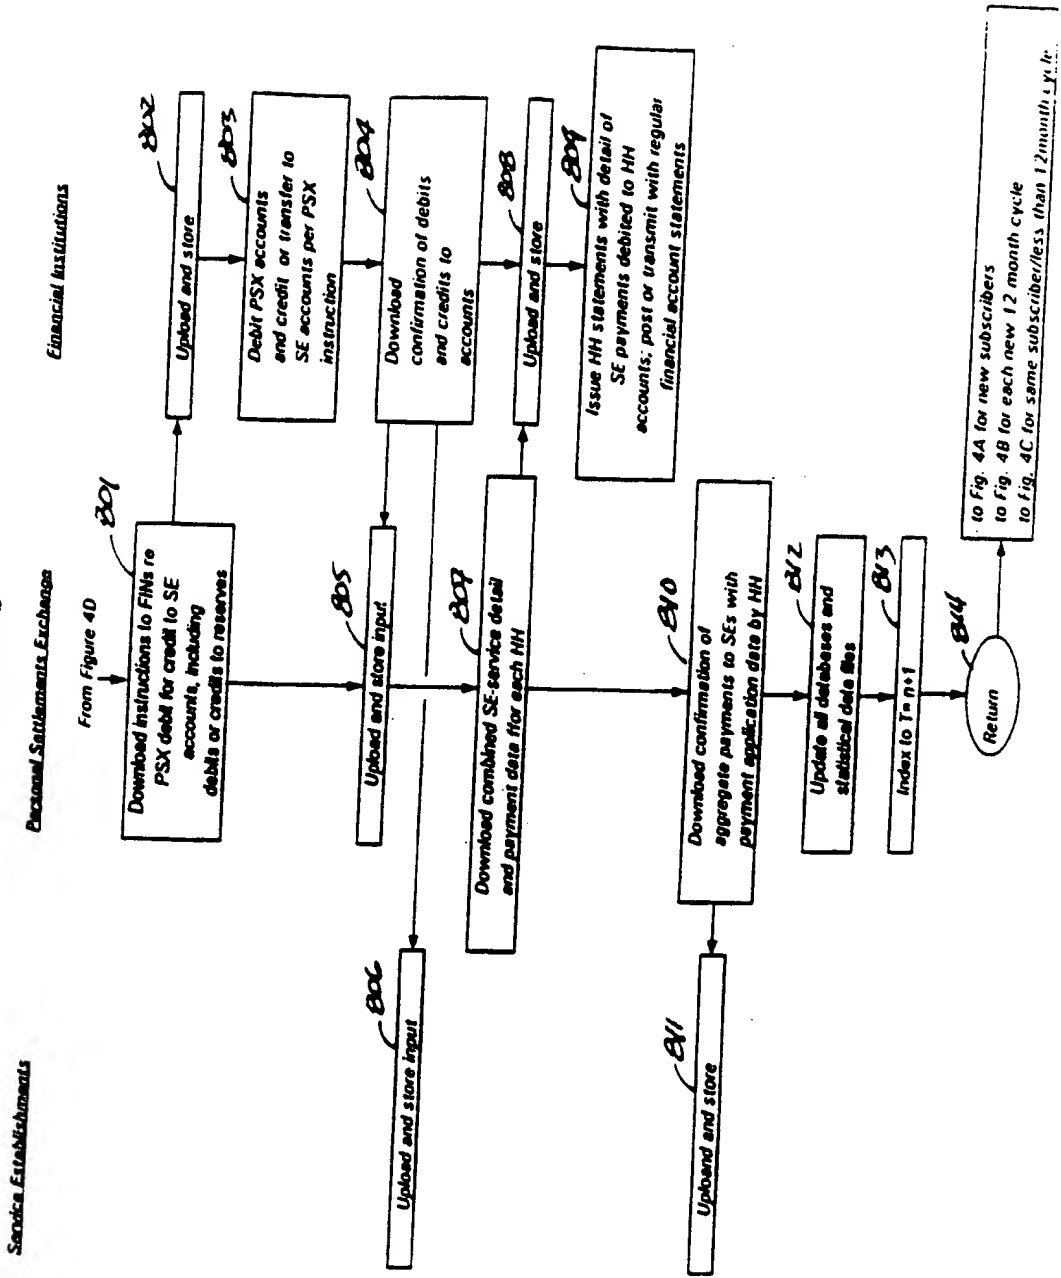 Service Establishments
Personal Settlements Exchange
Financial Institutions
From Figure 4D
801
Download instructions to FINs re
PSX debit for credit to SE
accounts, including
debits or credits to reserves
802
Upload and store
803
Debit PSX accounts
and credit or transfer to
SE accounts per PSX
instruction
804
Download
confirmation of debits
and credits to
accounts
805
Upload and store input
806
Upload and store input
807
Download combined SE-service detail
and payment data ffor each HH
808
Upload and store
809
Issue HH statements with detail of
SE payments debited to HH
accounts; post or transmit with regular
financial account statements
810
Download confirmation of
aggregate payments to SEs with
payment application data by HH
811
Uploand and store
812
Update all databases and
statistical data files
813
Index to T= n+1
814
Return
to Fig. 4A for new subscribers
to Fig. 4B for each new 12 month cycle
to Fig. 4C for same subscriber/less than 12months cycle